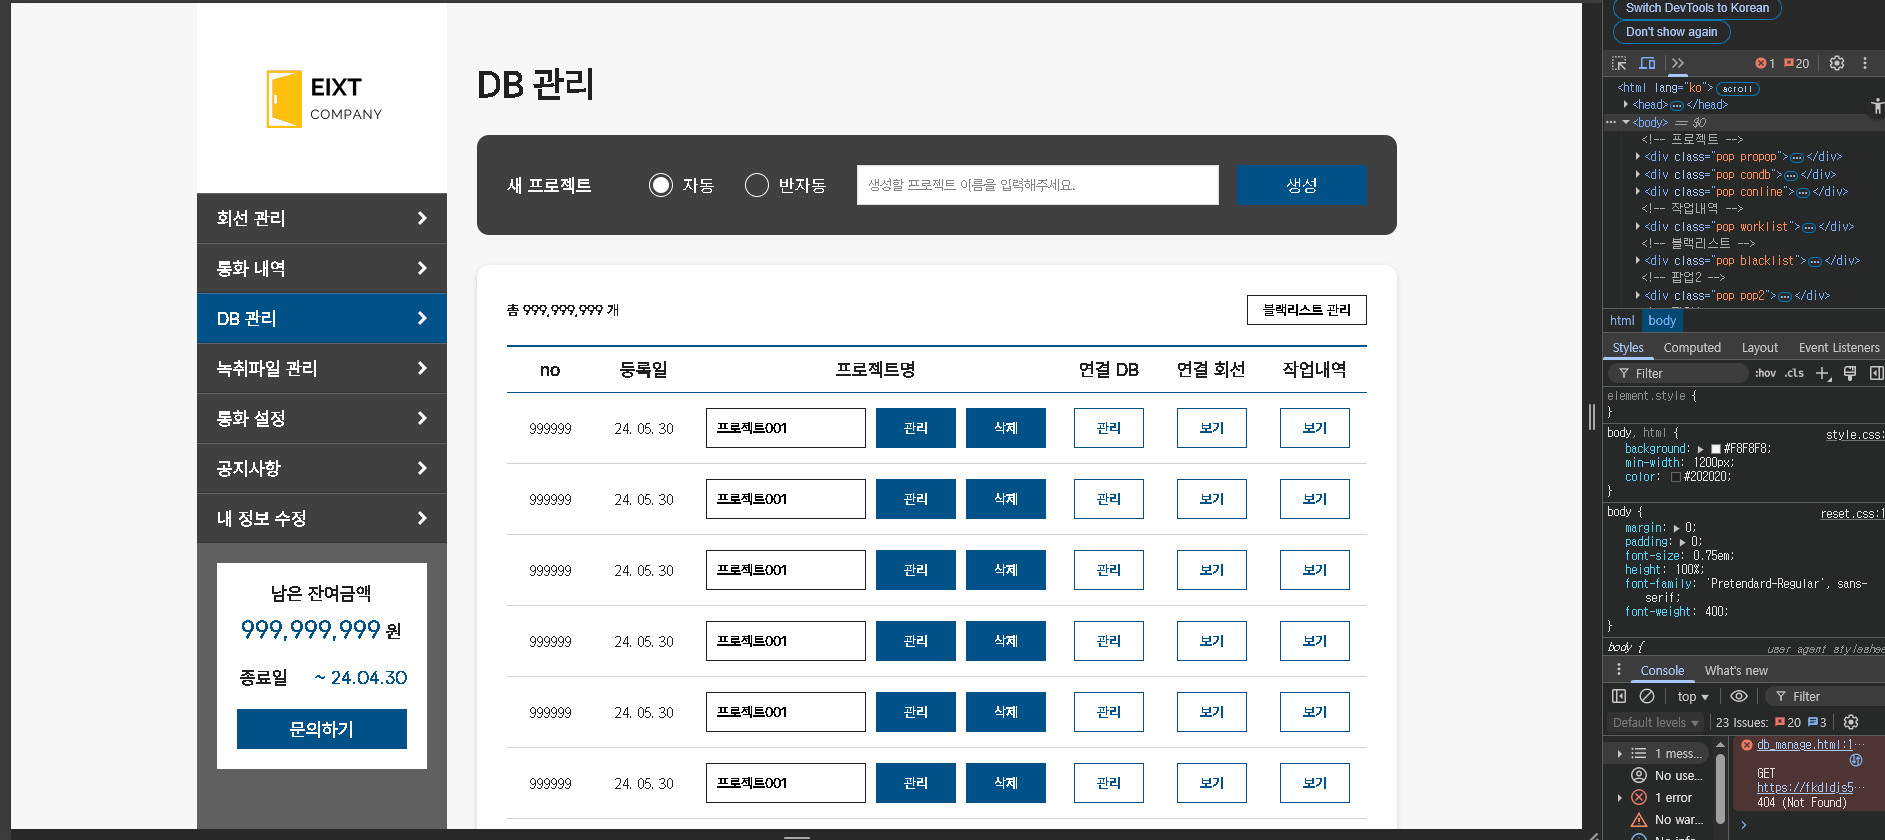 EIXT
COMPANY
회선 관리
통화 내역
DB 관리
녹취파일 관리
통화 설정
공지사항
내 정보 수정
남은 잔여금액
999,999,999 원
종료일 ~ 24.04.30
문의하기
DB 관리
새 프로젝트 자동 반자동 생성할 프로젝트 이름을 입력해주세요. 생성
총 999,999,999 개 블랙리스트 관리
no 등록일 프로젝트명 연결 DB 연결 회선 작업내역
999999 24. 05. 30 프로젝트001 관리 삭제 관리 보기 보기
999999 24. 05. 30 프로젝트001 관리 삭제 관리 보기 보기
999999 24. 05. 30 프로젝트001 관리 삭제 관리 보기 보기
999999 24. 05. 30 프로젝트001 관리 삭제 관리 보기 보기
999999 24. 05. 30 프로젝트001 관리 삭제 관리 보기 보기
999999 24. 05. 30 프로젝트001 관리 삭제 관리 보기 보기
Switch DevTools to Korean
Don't show again
1 20
<html lang="ko"> scroll
<head> </head>
<body> == $0
<!-- 프로젝트 -->
<div class="pop propop"> </div>
<div class="pop condb"> </div>
<div class="pop conline"> </div>
<!-- 작업내역 -->
<div class="pop worklist"> </div>
<!-- 블랙리스트 -->
<div class="pop blacklist"> </div>
<!-- 팝업2 -->
<div class="pop pop2"> </div>
html body
Styles Computed Layout Event Listeners
Filter :hov .cls
element.style {
}
body, html { style.css:
background: #F8F8F8;
min-width: 1200px;
color: #202020;
}
body { reset.css:1
margin: 0;
padding: 0;
font-size: 0.75em;
height: 100%;
font-family: 'Pretendard-Regular', sans-
serif;
font-weight: 400;
}
body { user agent styleshee
Console What's new
top Filter
Default levels 23 Issues: 20 3
1 mess...
No use...
1 error
No war...
No info
db_manage.html:1…
GET
https://fkdldjs5…
404 (Not Found)